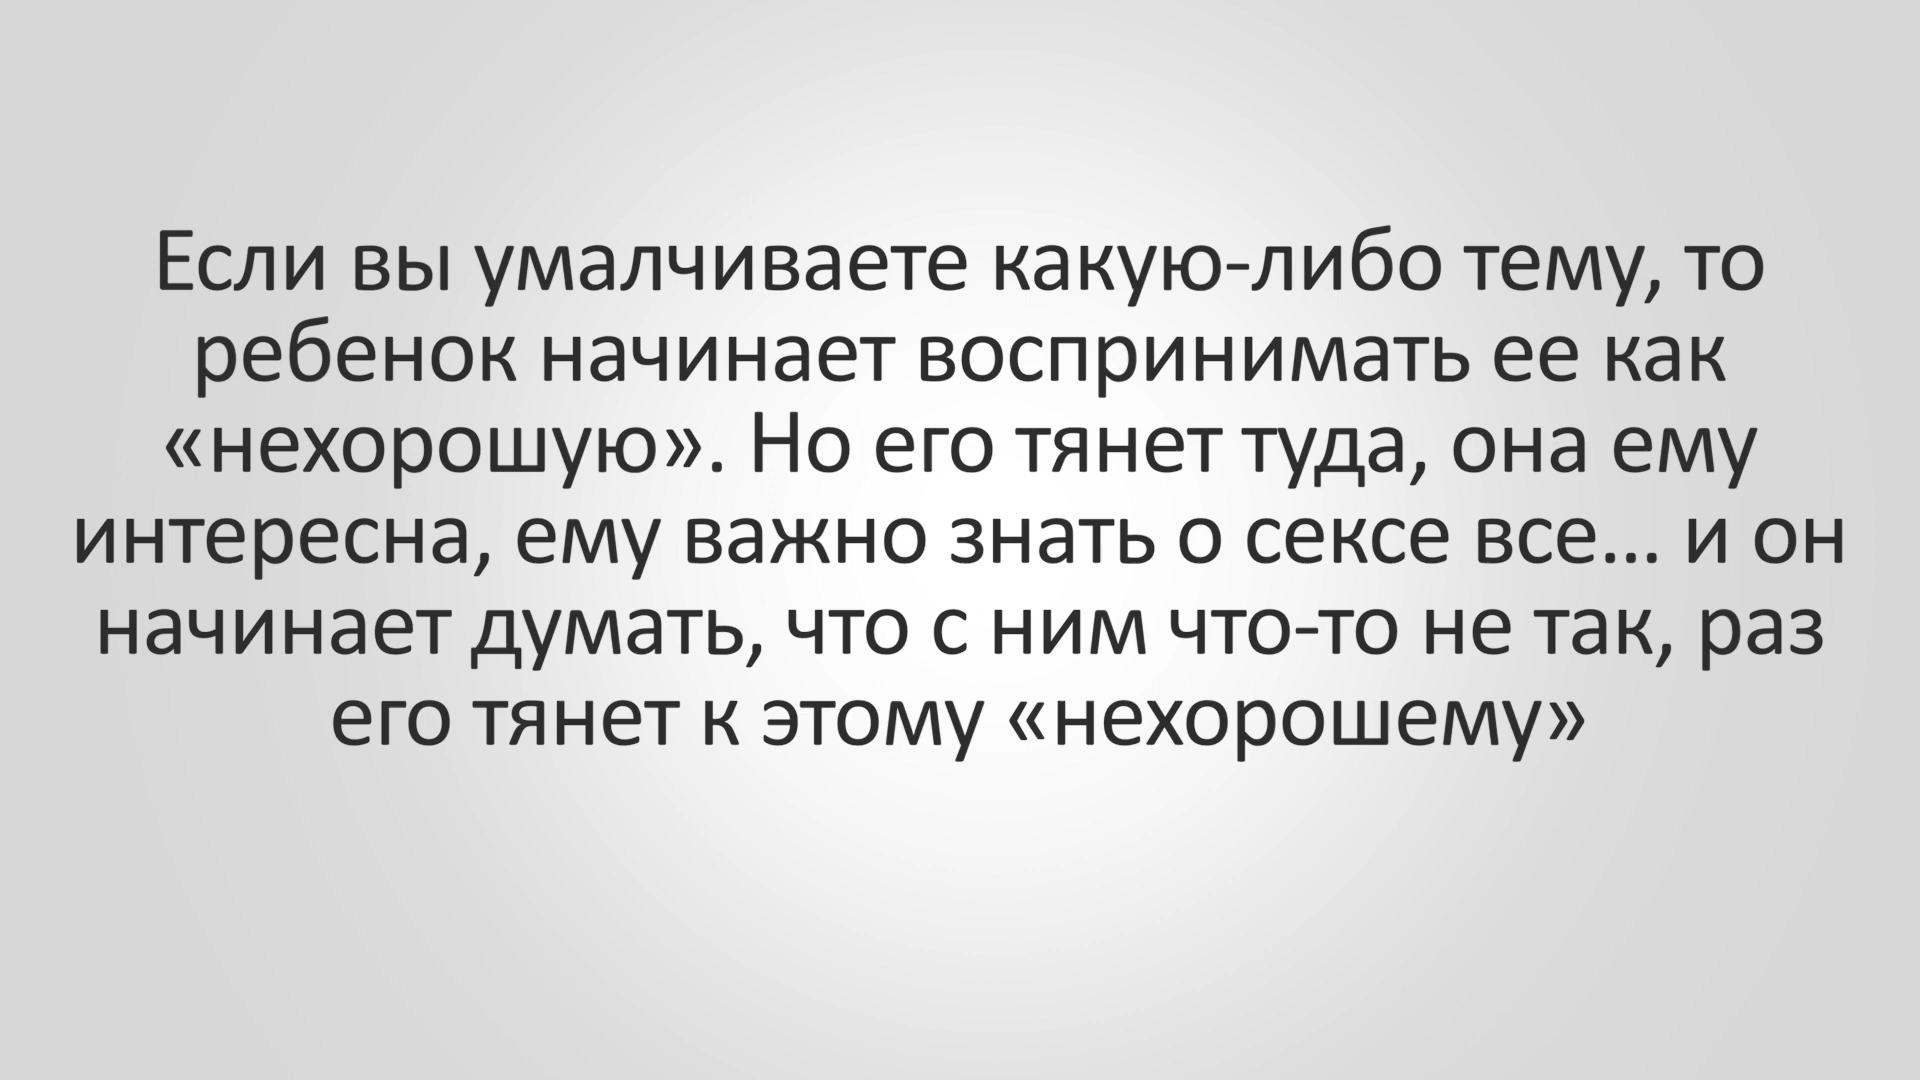 Если вы умалчиваете какую-либо тему, то
ребенок начинает воспринимать ее как
«нехорошую». Но его тянет туда, она ему
интересна, ему важно знать о сексе все… и он
начинает думать, что с ним что-то не так, раз
его тянет к этому «нехорошему»